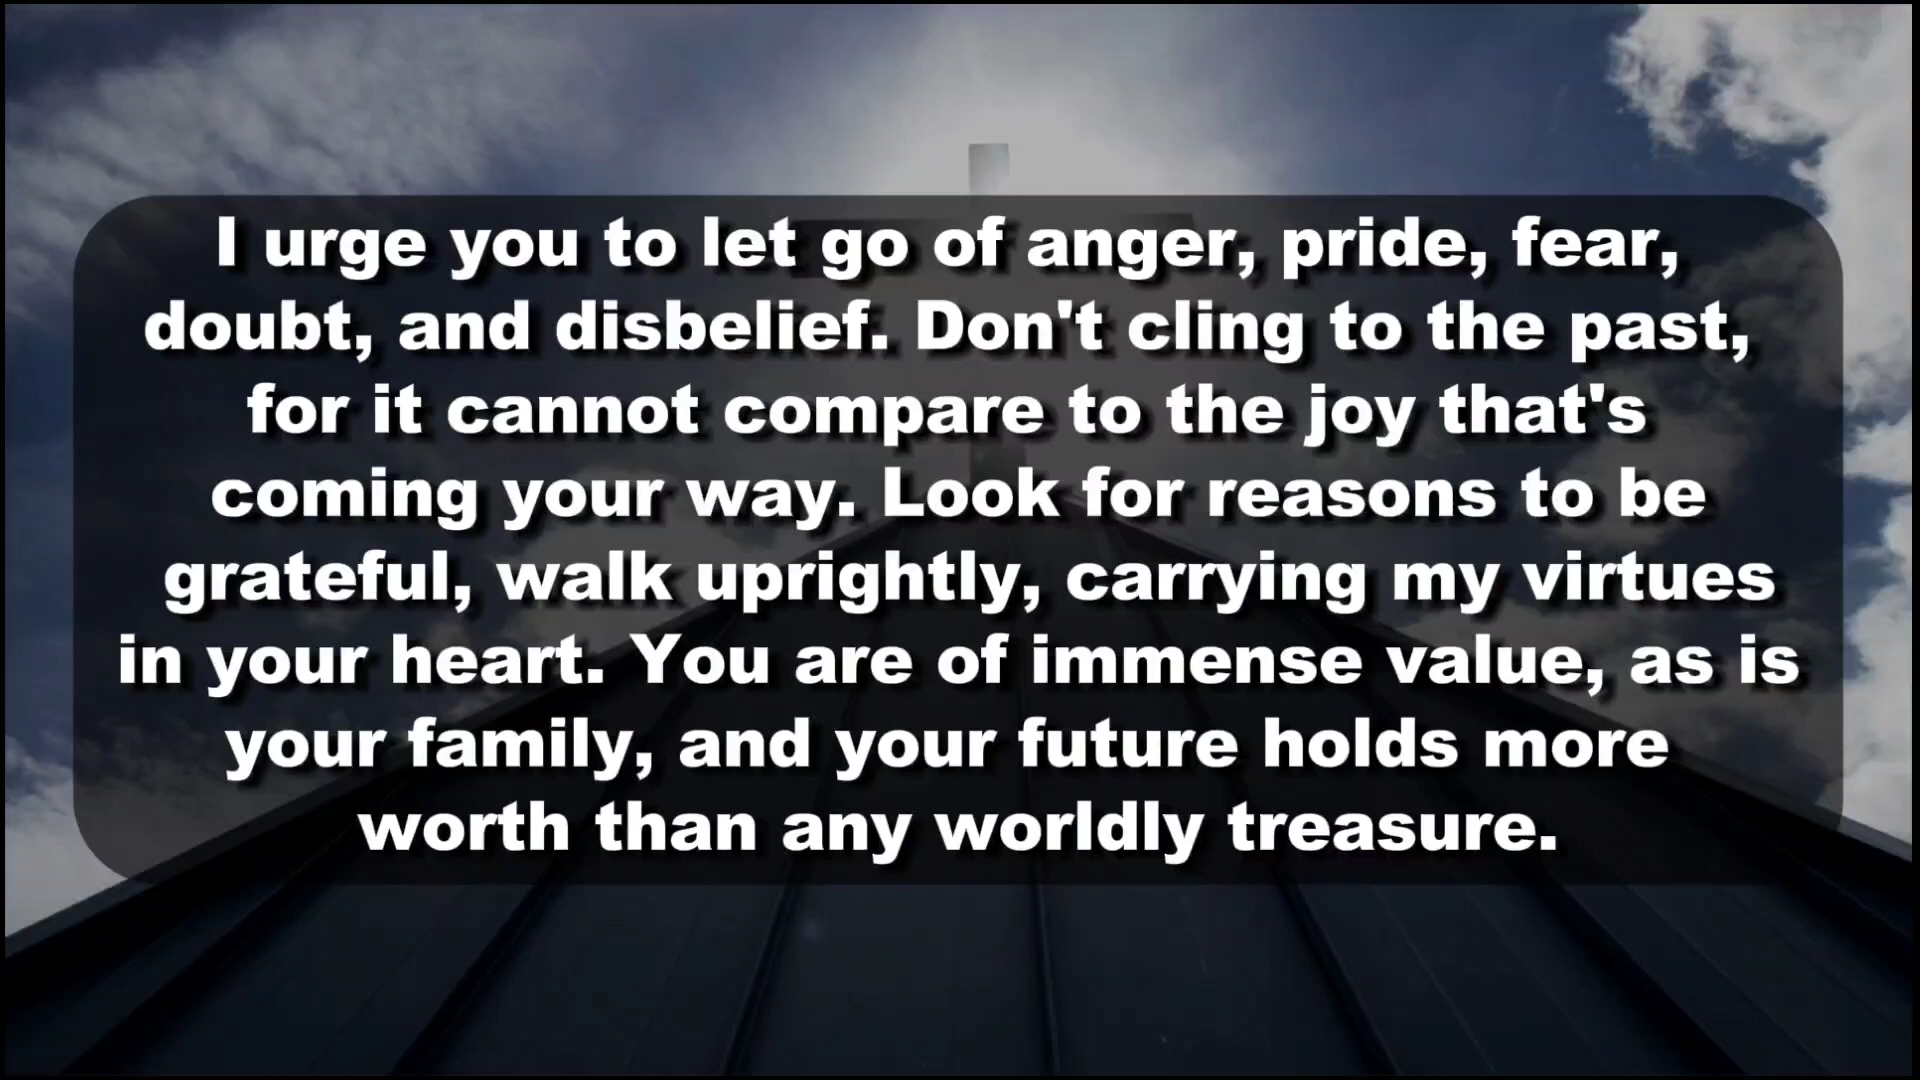 I urge you to let go of anger, pride, fear,
doubt, and disbelief. Don't cling to the past,
for it cannot compare to the joy that's
coming your way. Look for reasons to be
grateful, walk uprightly, carrying my virtues
in your heart. You are of immense value, as is
your family, and your future holds more
worth than any worldly treasure.